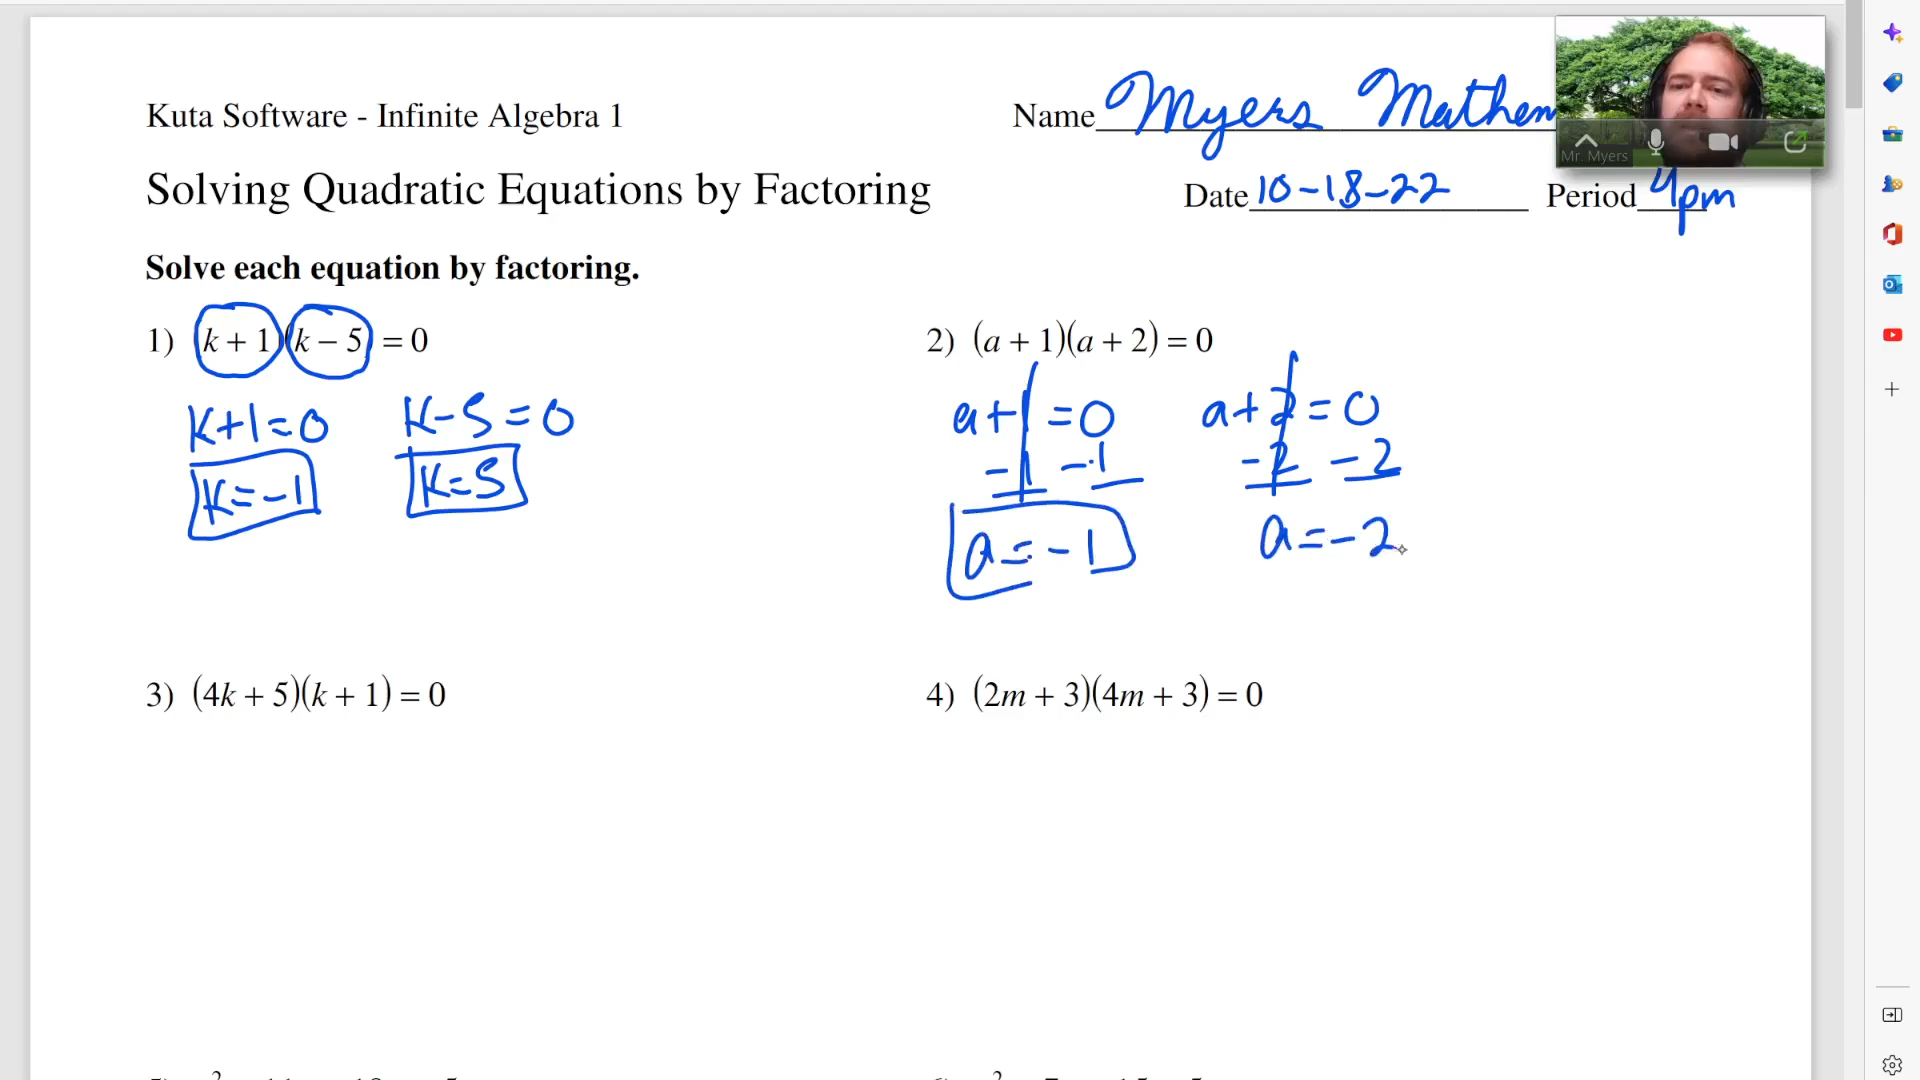 Kuta Software - Infinite Algebra 1
Name Myers Mathem
Mr. Myers
Solving Quadratic Equations by Factoring
Date 10-18-22 Period 4pm
Solve each equation by factoring.
1) (k + 1)(k − 5) = 0
k+1=0 k-5=0
k=-1 k=5
2) (a + 1)(a + 2) = 0
a+1=0 a+2=0
-1 -1 -2 -2
a=-1 a=-2
3) (4k + 5)(k + 1) = 0
4) (2m + 3)(4m + 3) = 0